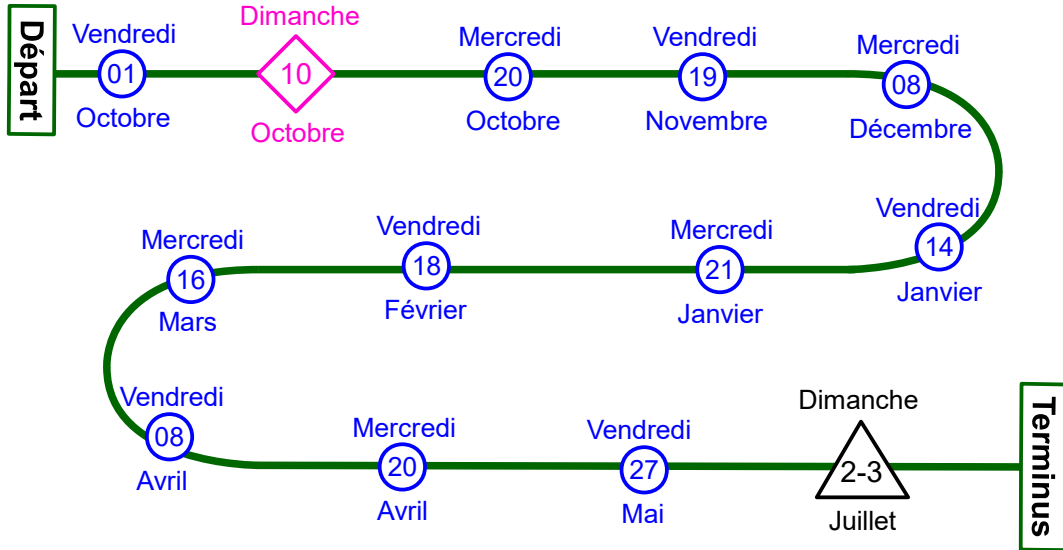 Départ
Vendredi
01
Octobre
Dimanche
10
Octobre
Mercredi
20
Octobre
Vendredi
19
Novembre
Mercredi
08
Décembre
Vendredi
14
Janvier
Mercredi
21
Janvier
Vendredi
18
Février
Mercredi
16
Mars
Vendredi
08
Avril
Mercredi
20
Avril
Vendredi
27
Mai
Dimanche
2-3
Juillet
Terminus